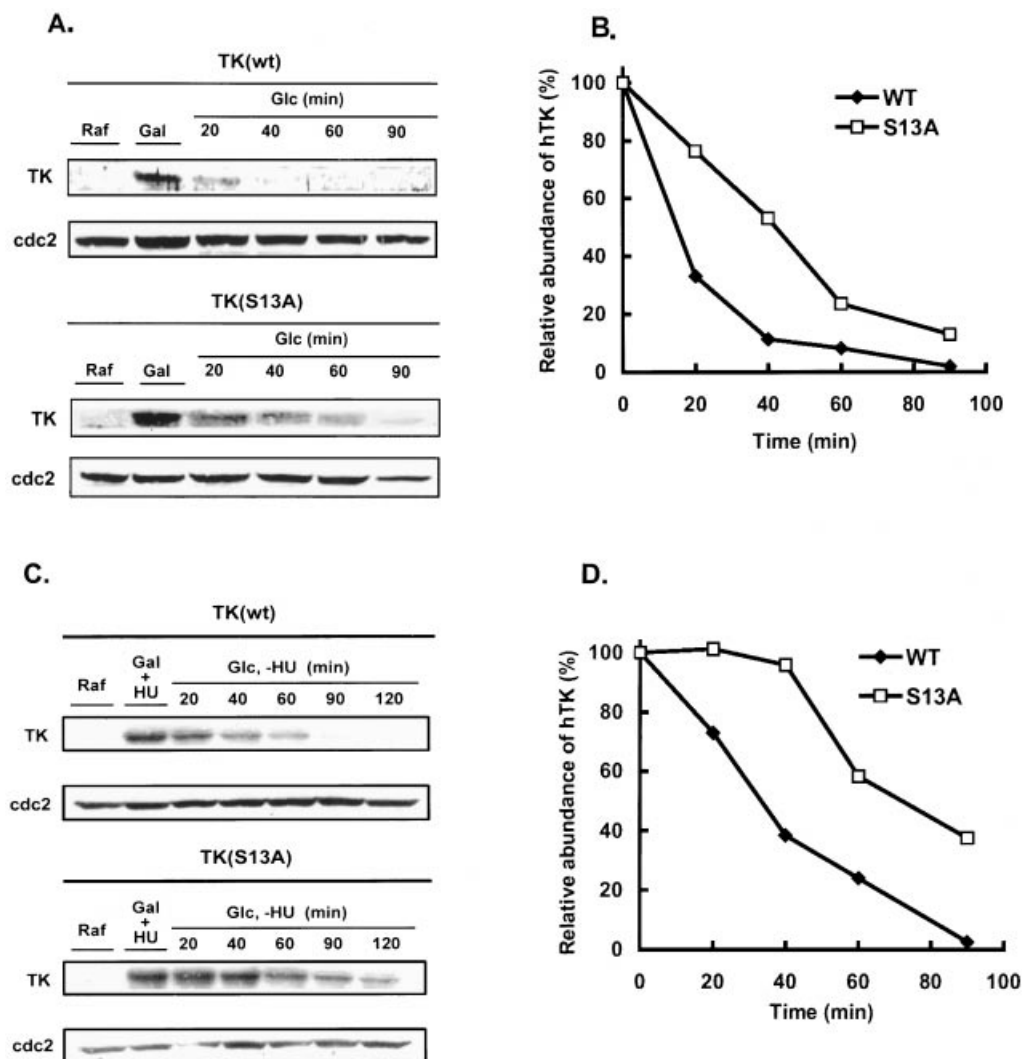 A.
TK(wt)
Glc (min)
Raf Gal 20 40 60 90
TK
cdc2
TK(S13A)
Glc (min)
Raf Gal 20 40 60 90
TK
cdc2
B.
Relative abundance of hTK (%)
100
80
60
40
20
0
WT
S13A
0 20 40 60 80 100
Time (min)
C.
TK(wt)
Gal
+
HU
Glc, -HU (min)
Raf 20 40 60 90 120
TK
cdc2
TK(S13A)
Gal
+
HU
Glc, -HU (min)
Raf 20 40 60 90 120
TK
cdc2
D.
Relative abundance of hTK (%)
100
80
60
40
20
0
WT
S13A
0 20 40 60 80 100
Time (min)